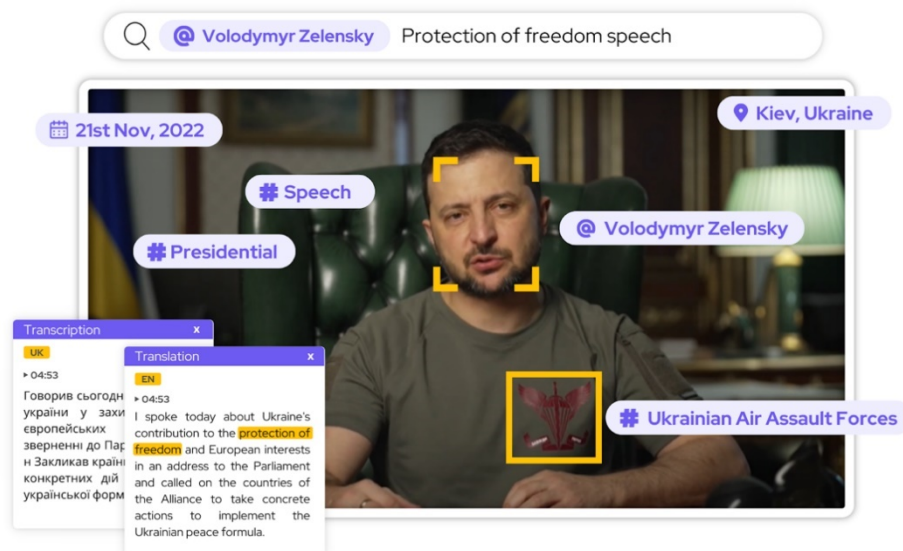 @ Volodymyr Zelensky Protection of freedom speech
21st Nov, 2022
Kiev, Ukraine
# Speech
@ Volodymyr Zelensky
# Presidential
# Ukrainian Air Assault Forces
Transcription x
UK
04:53
Говорив сьогодн
україни у захи
європейських
зверненні до Пар
н Закликав країн
конкретних дій
української форм
Translation x
EN
04:53
I spoke today about Ukraine's
contribution to the protection of
freedom and European interests
in an address to the Parliament
and called on the countries of
the Alliance to take concrete
actions to implement the
Ukrainian peace formula.